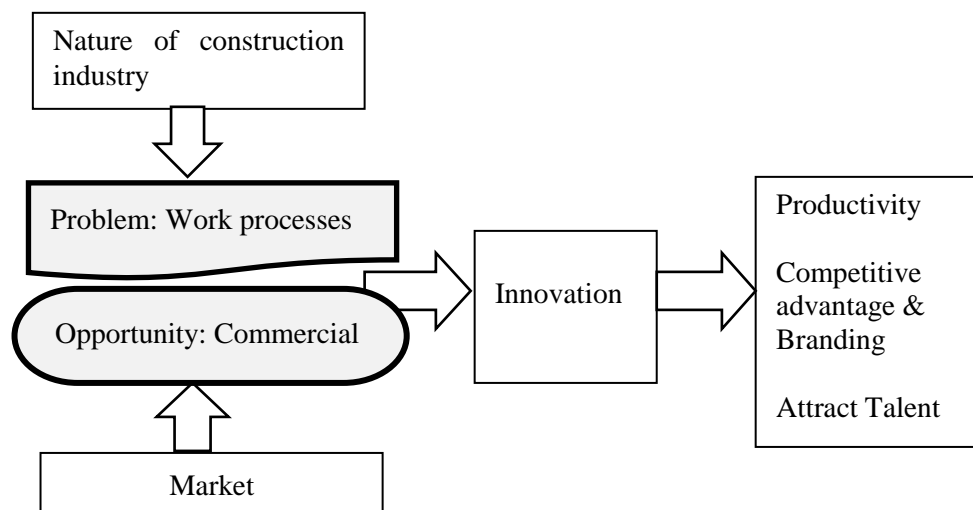 Nature of construction
industry
Problem: Work processes
Opportunity: Commercial
Market
Innovation
Productivity
Competitive
advantage &
Branding
Attract Talent